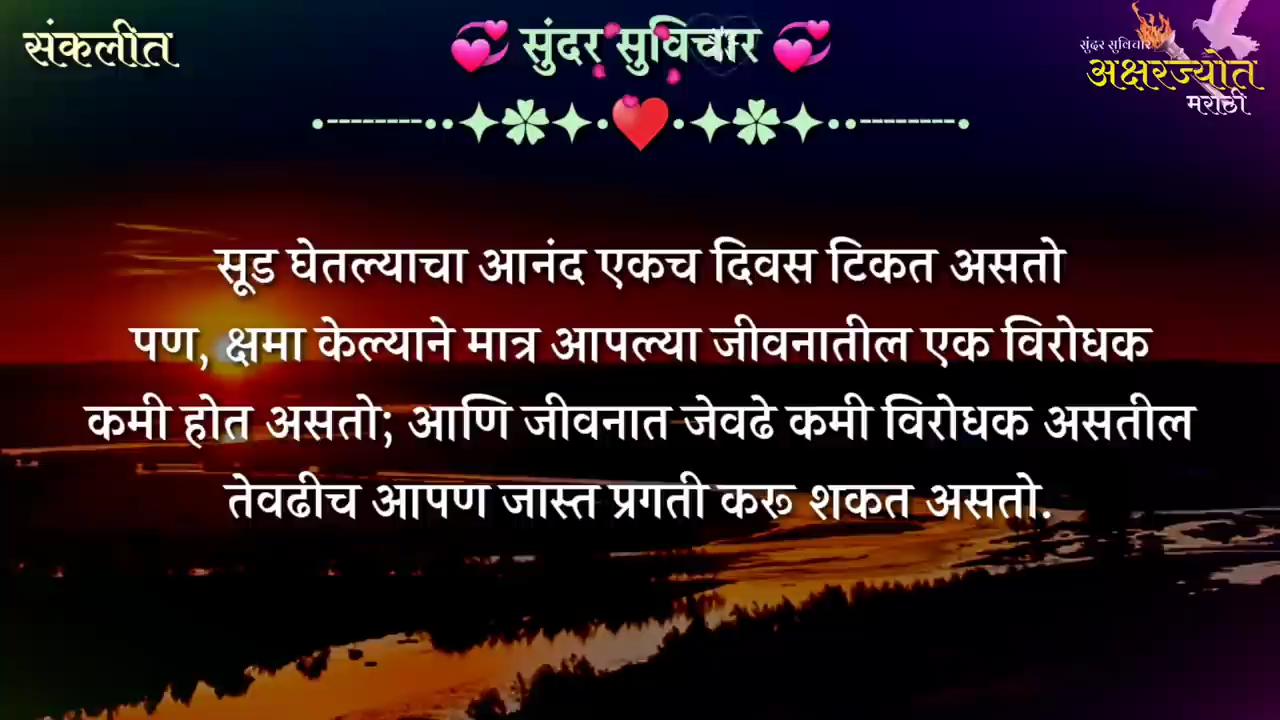 संकलीत
💞 सुंदर सुविचार 💞
सुंदर सुविचार
अक्षरज्योत
मराठी
सूड घेतल्याचा आनंद एकच दिवस टिकत असतो
पण, क्षमा केल्याने मात्र आपल्या जीवनातील एक विरोधक
कमी होत असतो; आणि जीवनात जेवढे कमी विरोधक असतील
तेवढीच आपण जास्त प्रगती करू शकत असतो.